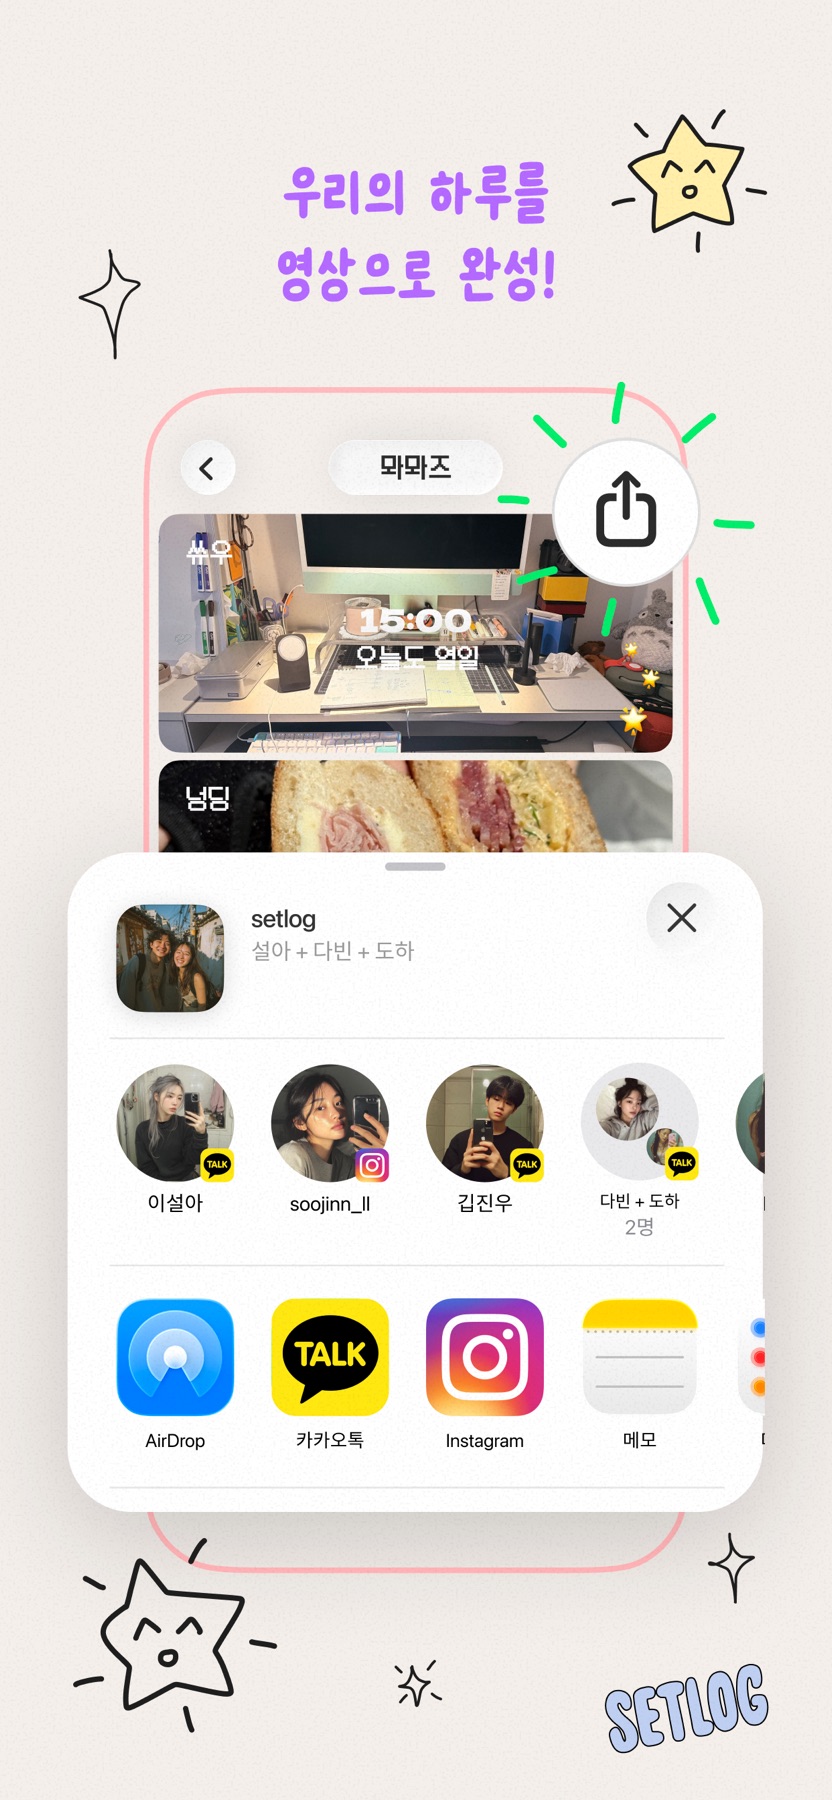 우리의 하루를
영상으로 완성!
뫄뫄즈
쓔우
15:00
오늘도 열일
넝딩
setlog
설아 + 다빈 + 도하
TALK
TALK
TALK
이설아
soojinn_ll
김진우
다빈 + 도하
2명
TALK
AirDrop
카카오톡
Instagram
메모
SETLOG